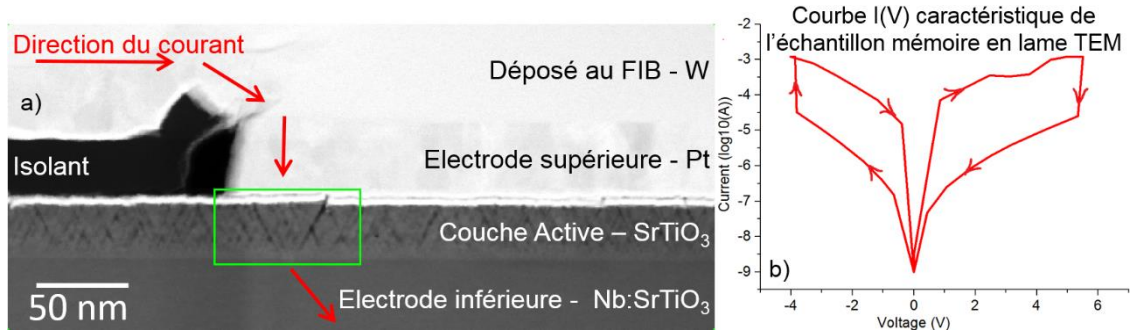 Direction du courant
Déposé au FIB - W
a)
Isolant
Electrode supérieure - Pt
Couche Active – SrTiO₃
50 nm
Electrode inférieure - Nb:SrTiO₃
Courbe I(V) caractéristique de
l'échantillon mémoire en lame TEM
Current (log10(A))
-2
-3
-4
-5
-6
-7
-8
-9
b)
-4 -2 0 2 4 6
Voltage (V)